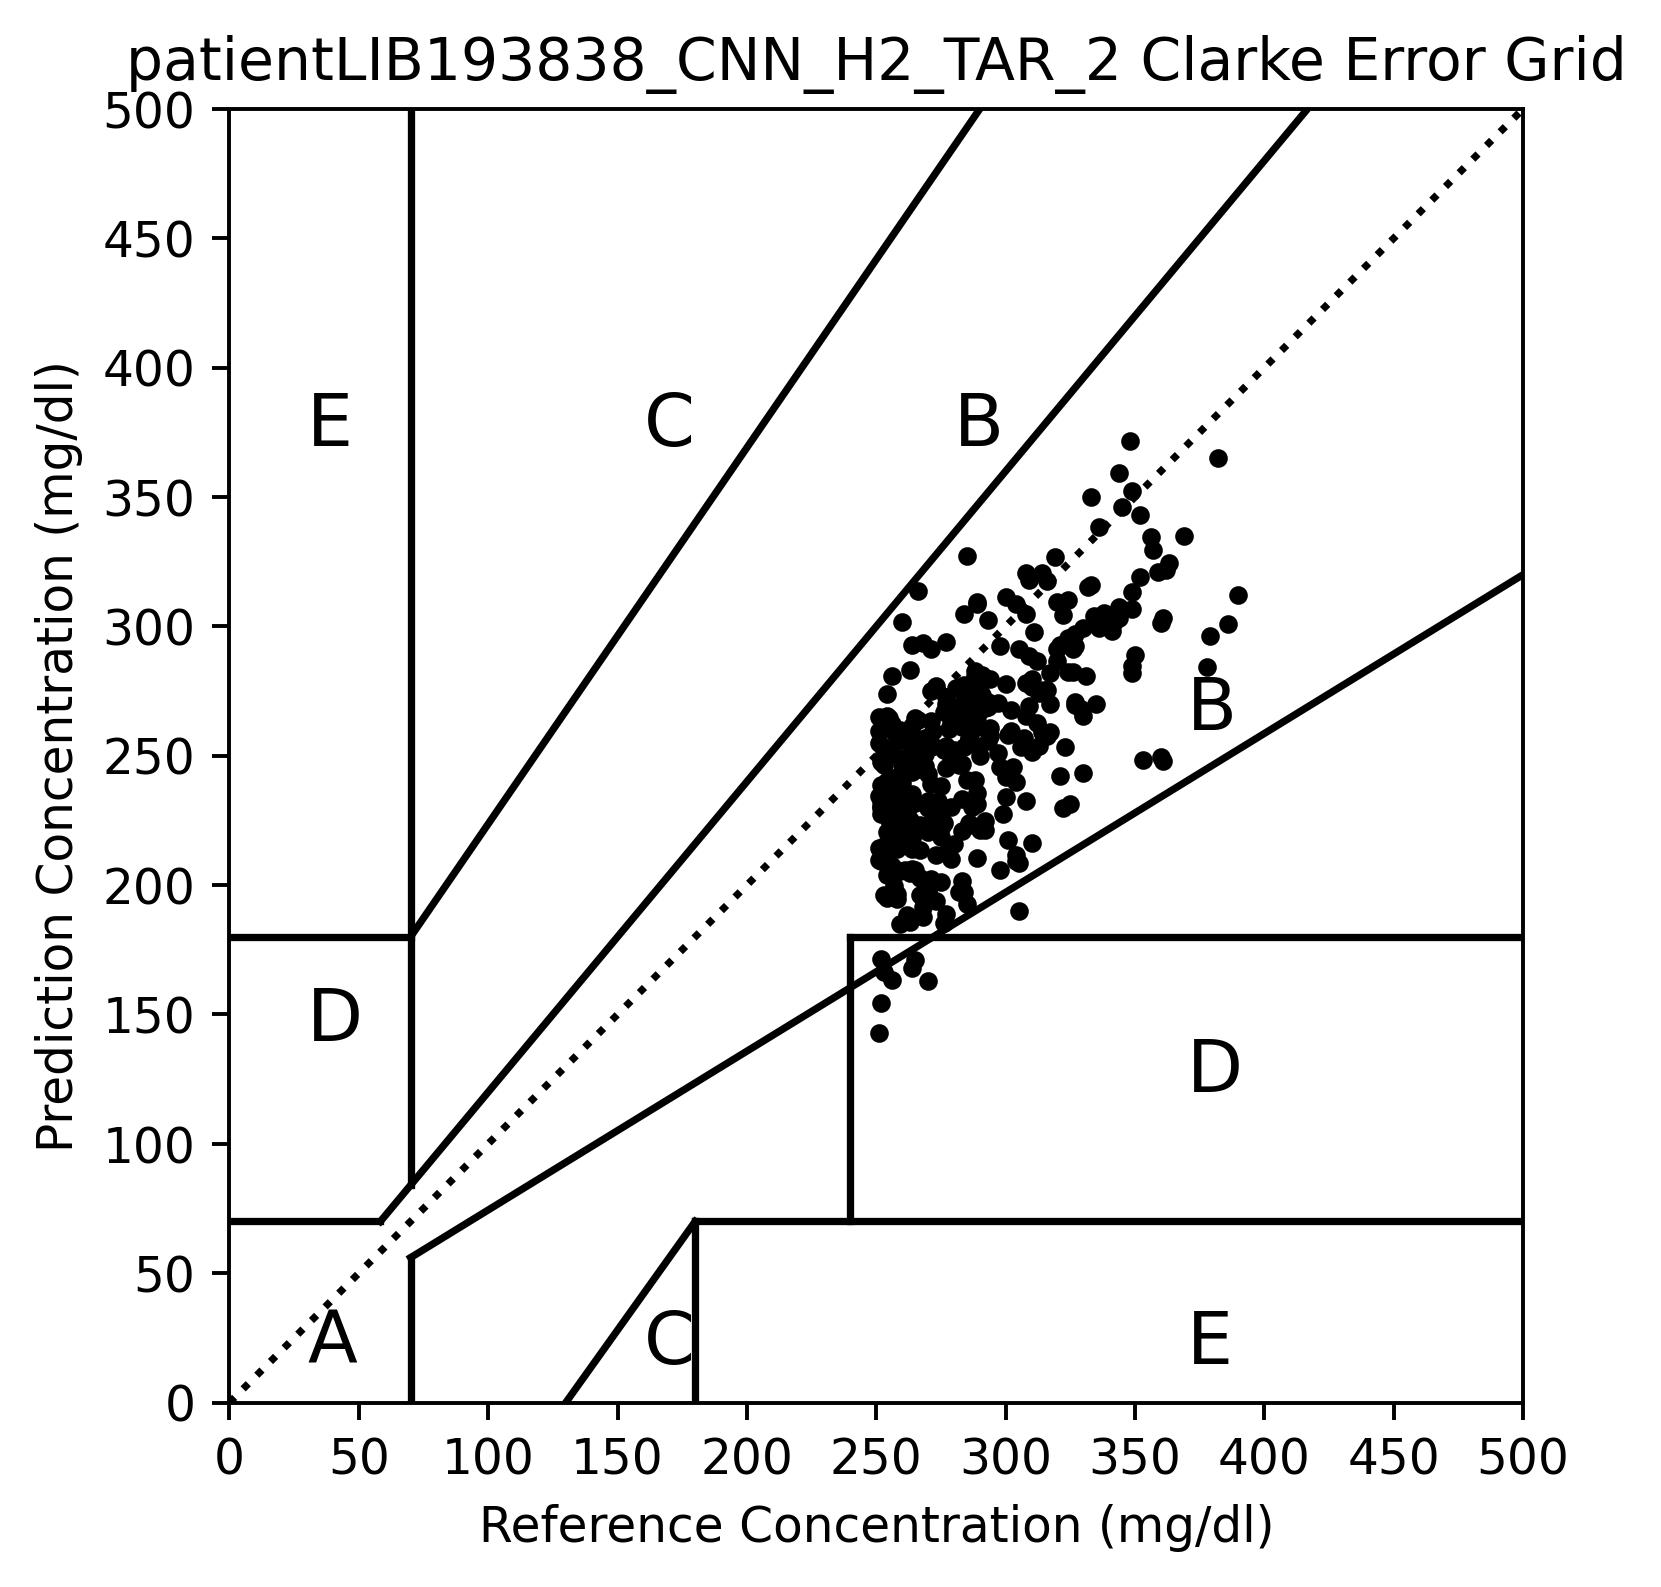 patientLIB193838_CNN_H2_TAR_2 Clarke Error Grid
500
450
400
350
300
250
200
150
100
50
0
Prediction Concentration (mg/dl)
E
C
B
B
D
D
A
C
E
0 50 100 150 200 250 300 350 400 450 500
Reference Concentration (mg/dl)